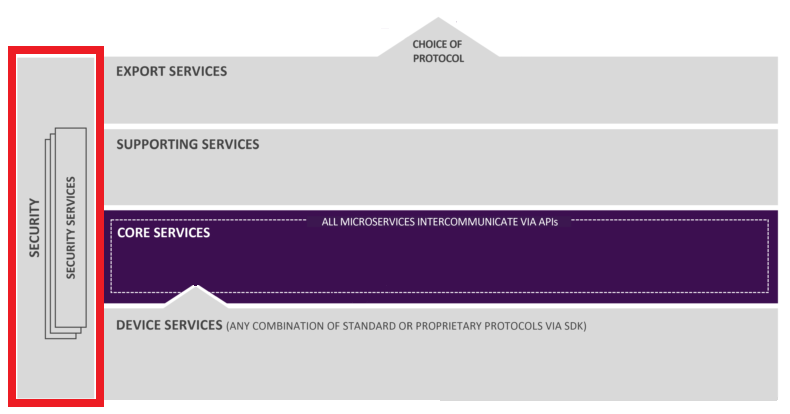 CHOICE OF
PROTOCOL
EXPORT SERVICES
SUPPORTING SERVICES
ALL MICROSERVICES INTERCOMMUNICATE VIA APIs
CORE SERVICES
DEVICE SERVICES (ANY COMBINATION OF STANDARD OR PROPRIETARY PROTOCOLS VIA SDK)
SECURITY
SECURITY SERVICES